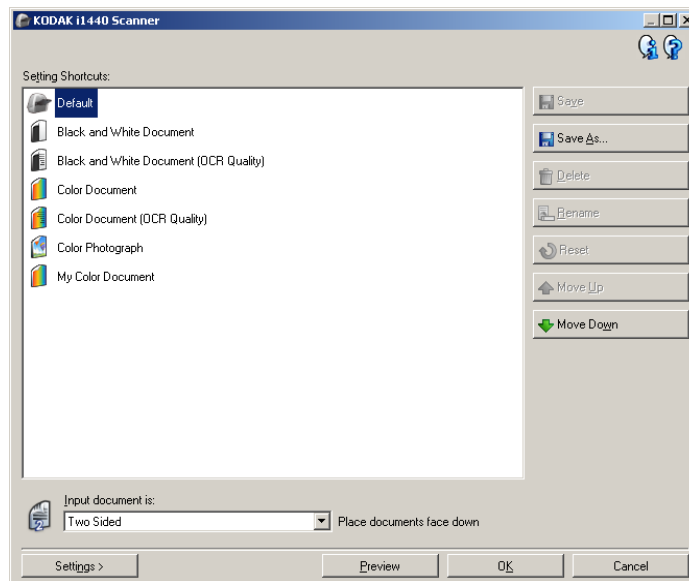 KODAK i1440 Scanner
Setting Shortcuts:
Default
Black and White Document
Black and White Document (OCR Quality)
Color Document
Color Document (OCR Quality)
Color Photograph
My Color Document
Save
Save As...
Delete
Rename
Reset
Move Up
Move Down
Input document is:
2
Two Sided
Place documents face down
Settings >
Preview
OK
Cancel